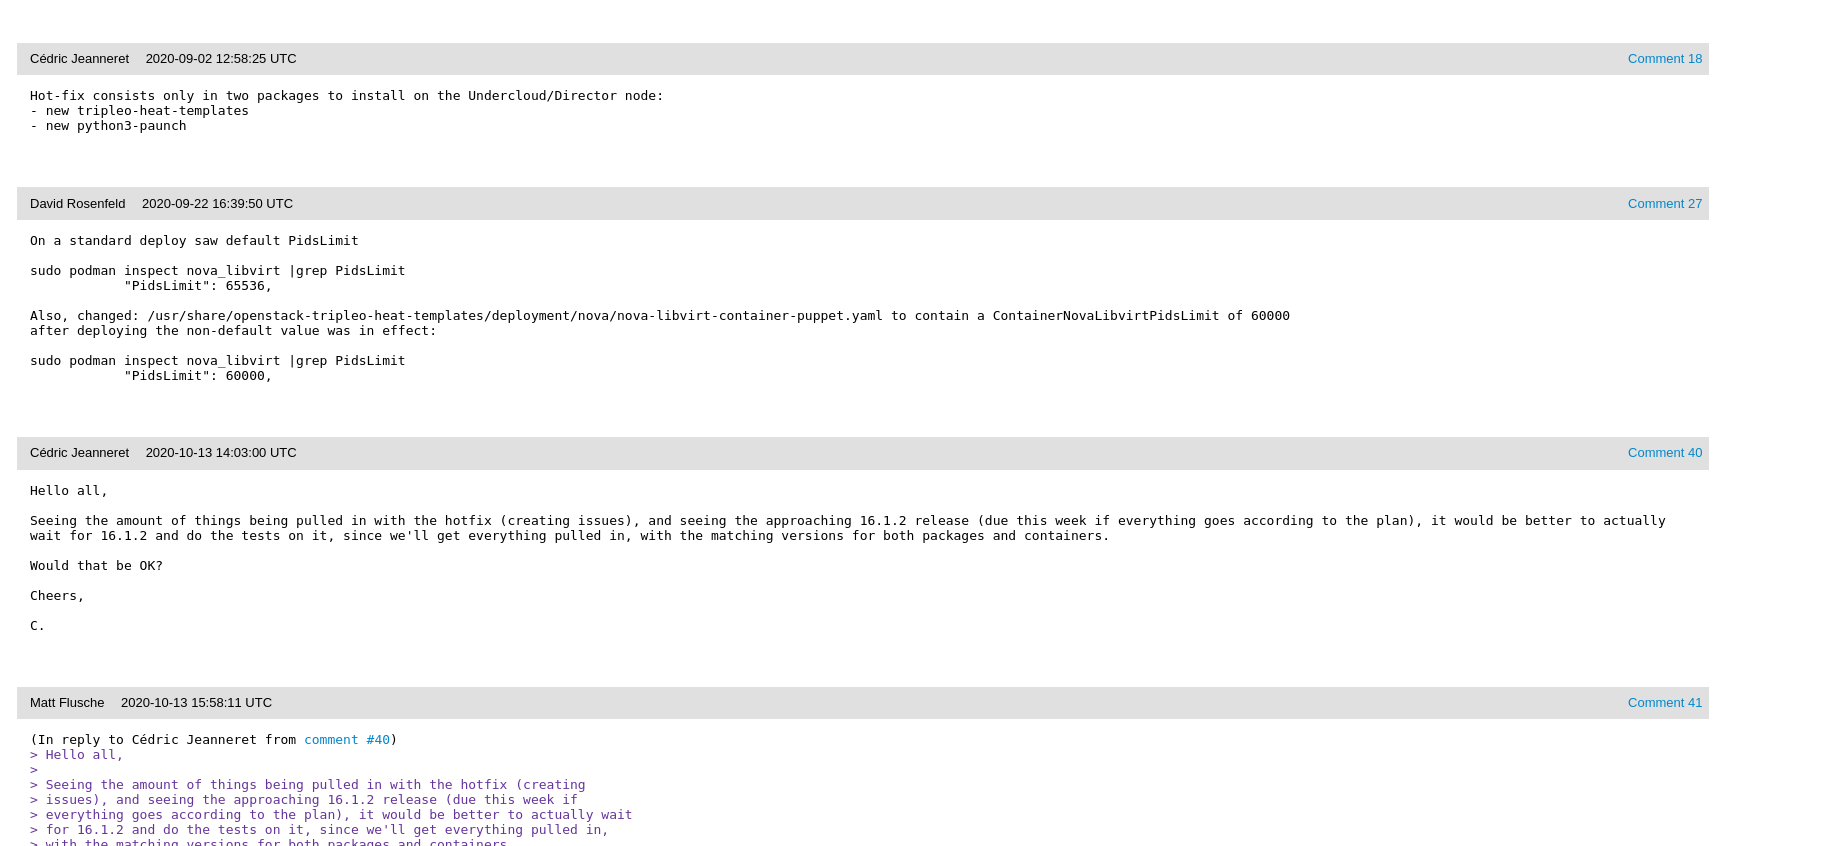 Cédric Jeanneret 2020-09-02 12:58:25 UTC Comment 18
Hot-fix consists only in two packages to install on the Undercloud/Director node:
- new tripleo-heat-templates
- new python3-paunch
David Rosenfeld 2020-09-22 16:39:50 UTC Comment 27
On a standard deploy saw default PidsLimit
sudo podman inspect nova_libvirt |grep PidsLimit
"PidsLimit": 65536,
Also, changed: /usr/share/openstack-tripleo-heat-templates/deployment/nova/nova-libvirt-container-puppet.yaml to contain a ContainerNovaLibvirtPidsLimit of 60000
after deploying the non-default value was in effect:
sudo podman inspect nova_libvirt |grep PidsLimit
"PidsLimit": 60000,
Cédric Jeanneret 2020-10-13 14:03:00 UTC Comment 40
Hello all,
Seeing the amount of things being pulled in with the hotfix (creating issues), and seeing the approaching 16.1.2 release (due this week if everything goes according to the plan), it would be better to actually
wait for 16.1.2 and do the tests on it, since we'll get everything pulled in, with the matching versions for both packages and containers.
Would that be OK?
Cheers,
C.
Matt Flusche 2020-10-13 15:58:11 UTC Comment 41
(In reply to Cédric Jeanneret from comment #40)
> Hello all,
>
> Seeing the amount of things being pulled in with the hotfix (creating
> issues), and seeing the approaching 16.1.2 release (due this week if
> everything goes according to the plan), it would be better to actually wait
> for 16.1.2 and do the tests on it, since we'll get everything pulled in,
> with the matching versions for both packages and containers.